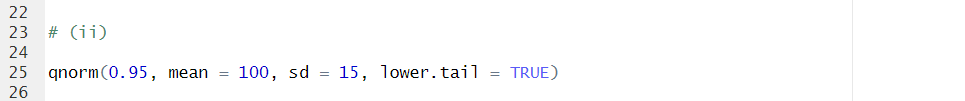 22
23 # (ii)
24
25 qnorm(0.95, mean = 100, sd = 15, lower.tail = TRUE)
26